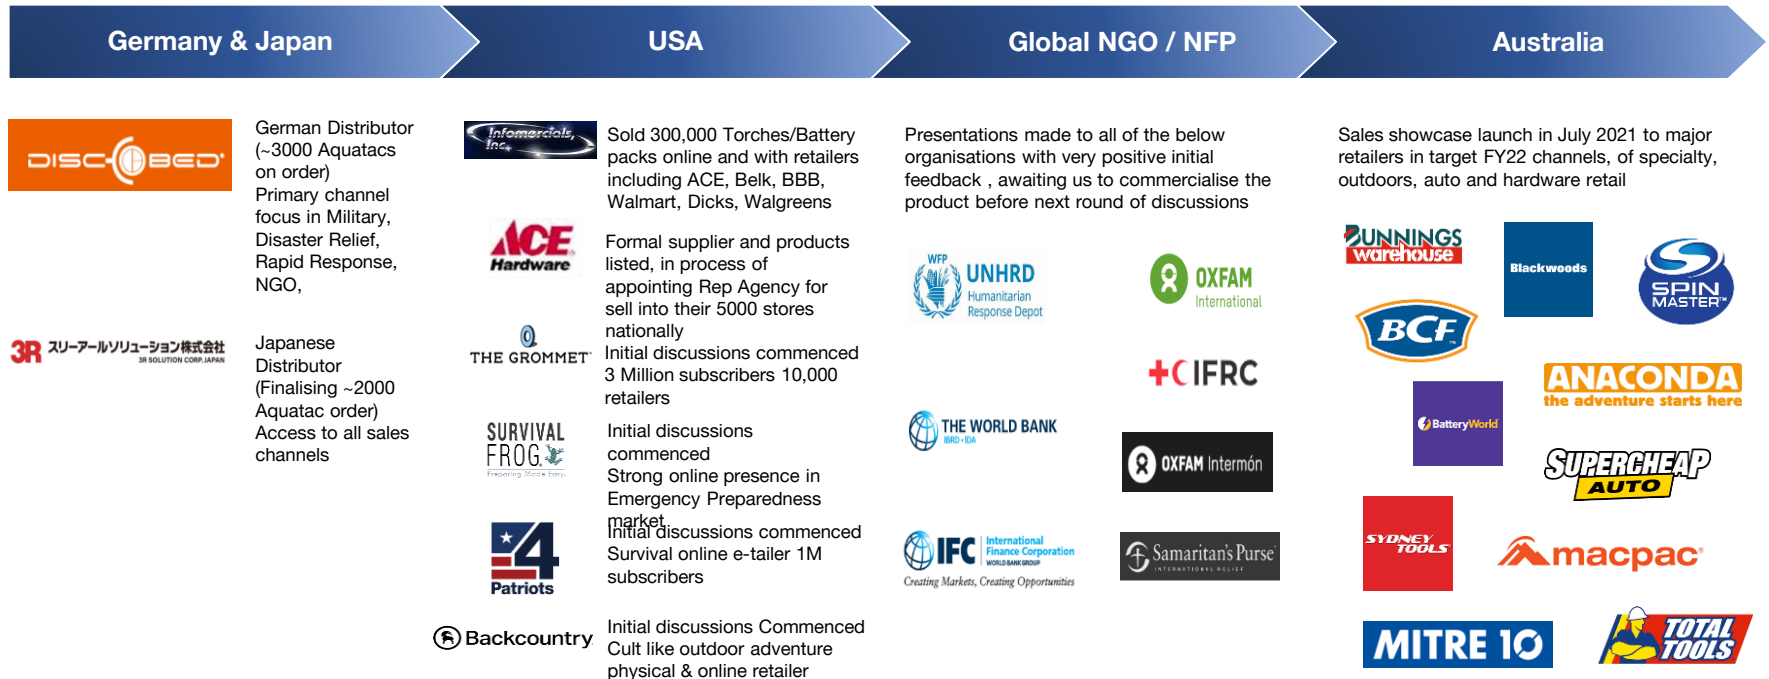 Germany & Japan
USA
Global NGO / NFP
Australia
DISC-O-BED
German Distributor
(~3000 Aquatacs
on order)
Primary channel
focus in Military,
Disaster Relief,
Rapid Response,
NGO,
3R スリーアールソリューション株式会社
3R SOLUTION CORP. JAPAN
Japanese
Distributor
(Finalising ~2000
Aquatac order)
Access to all sales
channels
Infomercials,
Inc.
Sold 300,000 Torches/Battery
packs online and with retailers
including ACE, Belk, BBB,
Walmart, Dicks, Walgreens
ACE
Hardware
Formal supplier and products
listed, in process of
appointing Rep Agency for
sell into their 5000 stores
nationally
THE GROMMET
Initial discussions commenced
3 Million subscribers 10,000
retailers
SURVIVAL
FROG
Preparing Made Easy.
Initial discussions
commenced
Strong online presence in
Emergency Preparedness
market
4
Patriots
Initial discussions commenced
Survival online e-tailer 1M
subscribers
Backcountry
Initial discussions Commenced
Cult like outdoor adventure
physical & online retailer
Presentations made to all of the below
organisations with very positive initial
feedback , awaiting us to commercialise the
product before next round of discussions
WFP
UNHRD
Humanitarian
Response Depot
OXFAM
International
IFRC
THE WORLD BANK
IBRD • IDA
OXFAM Intermón
IFC
International
Finance Corporation
WORLD BANK GROUP
Creating Markets, Creating Opportunities
Samaritan's Purse
INTERNATIONAL RELIEF
Sales showcase launch in July 2021 to major
retailers in target FY22 channels, of specialty,
outdoors, auto and hardware retail
BUNNINGS
warehouse
Blackwoods
SPIN
MASTER™
BCF
ANACONDA
the adventure starts here
BatteryWorld
SUPERCHEAP
AUTO
SYDNEY
TOOLS
macpac
MITRE 10
TOTAL
TOOLS